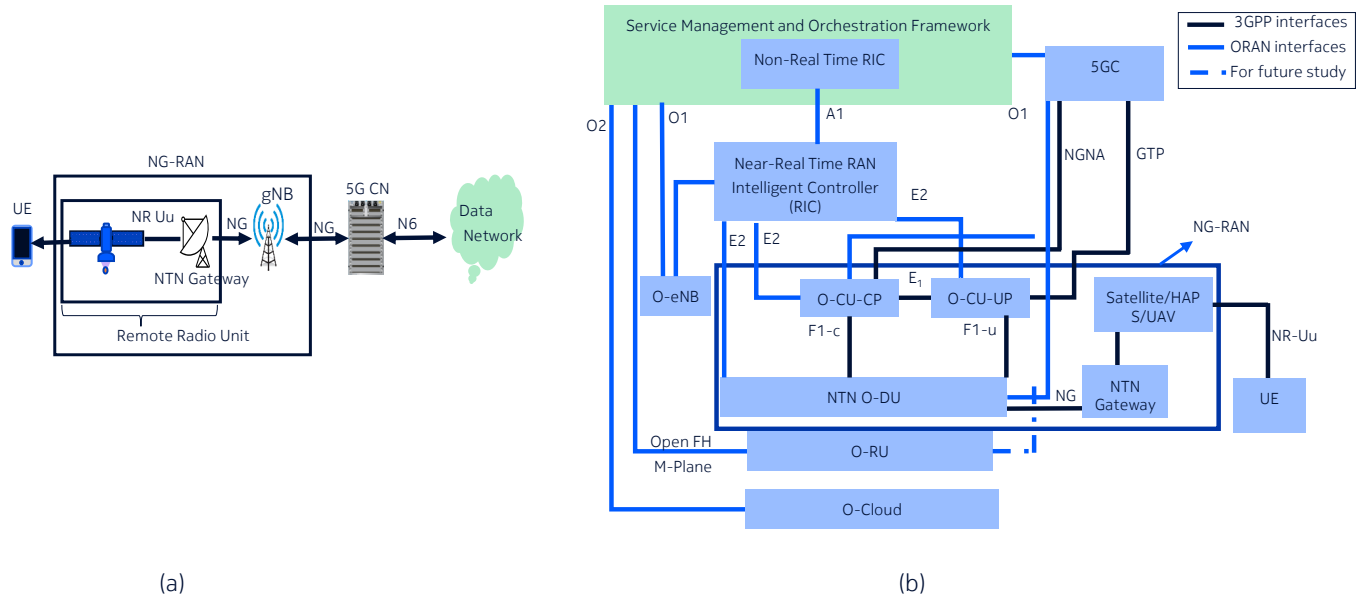 NG-RAN
UE
NR Uu
NG
gNB
NG
5G CN
N6
Data
Network
NTN Gateway
Remote Radio Unit
(a)
Service Management and Orchestration Framework
Non-Real Time RIC
5GC
3GPP interfaces
ORAN interfaces
For future study
O2
O1
A1
O1
NGNA
GTP
Near-Real Time RAN
Intelligent Controller
(RIC)
E2
E2
E2
NG-RAN
O-eNB
O-CU-CP
E1
O-CU-UP
Satellite/HAP
S/UAV
F1-c
F1-u
NR-Uu
NTN O-DU
NG
NTN
Gateway
UE
Open FH
M-Plane
O-RU
O-Cloud
(b)